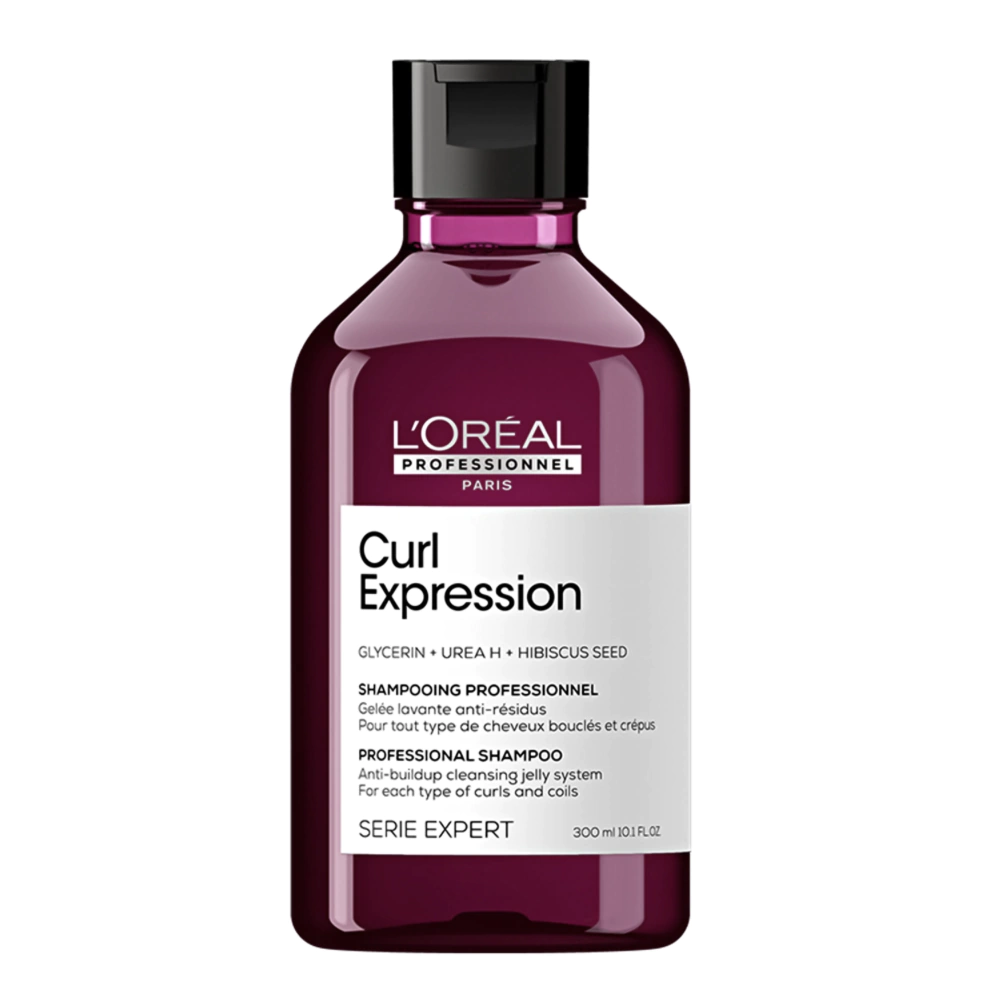 L'ORÉAL
PROFESSIONNEL
PARIS
Curl
Expression
GLYCERIN + UREA H + HIBISCUS SEED
SHAMPOOING PROFESSIONNEL
Gelée lavante anti-résidus
Pour tout type de cheveux bouclés et crépus
PROFESSIONAL SHAMPOO
Anti-buildup cleansing jelly system
For each type of curls and coils
SERIE EXPERT 300 ml 10.1 FL.OZ.